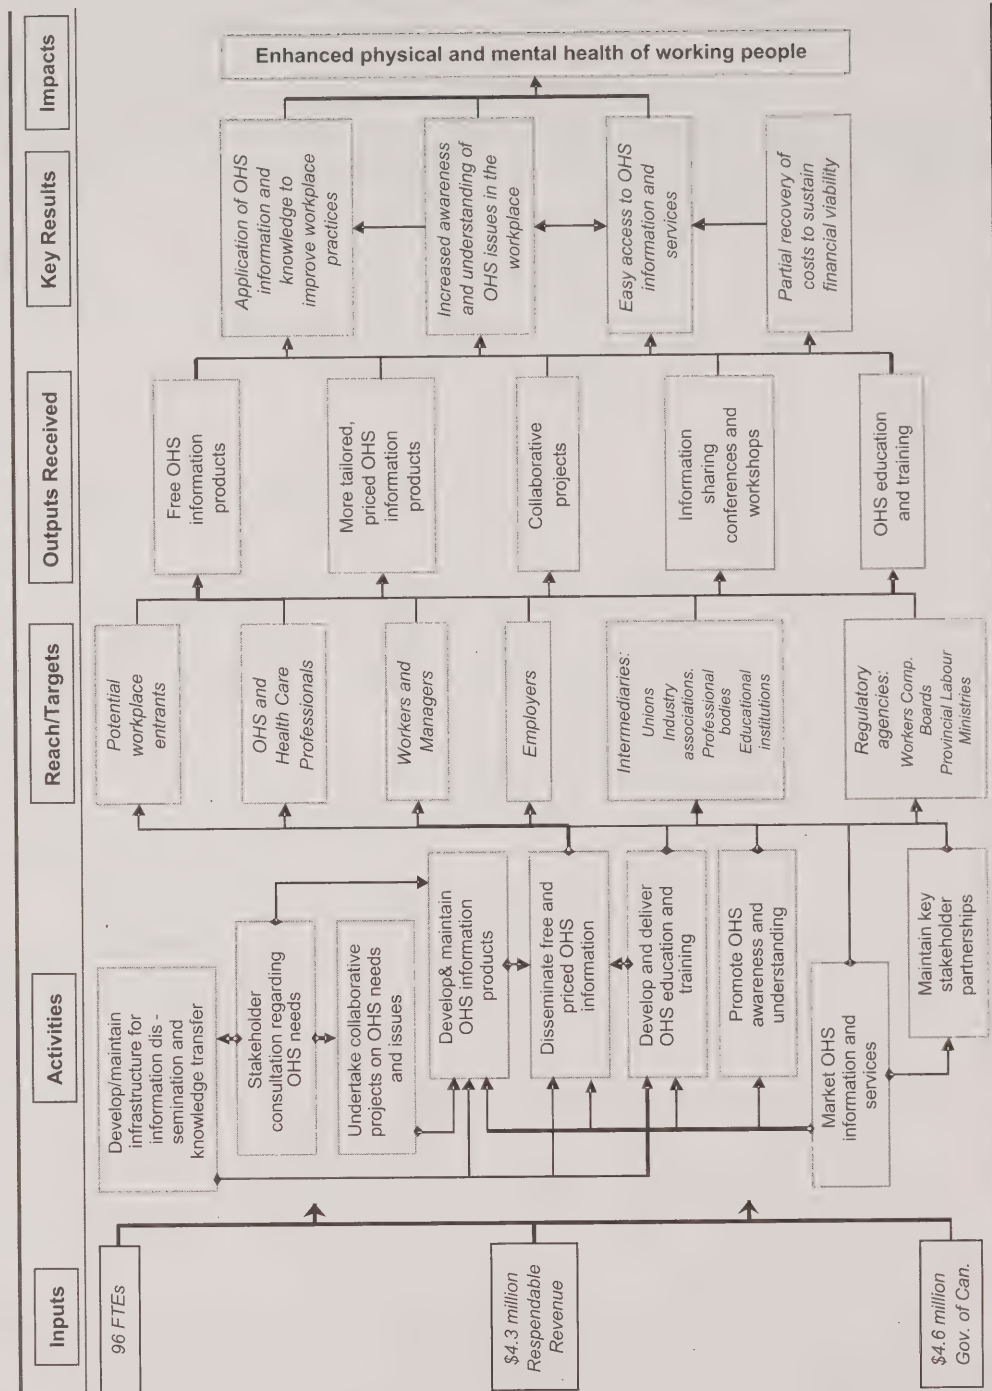 Inputs
Activities
Reach/Targets
Outputs Received
Key Results
Impacts
96 FTEs
$4.3 million
Respendable
Revenue
$4.6 million
Gov. of Can.
Develop/maintain
infrastructure for
information dis -
semination and
knowledge transfer
Stakeholder
consultation regarding
OHS needs
Undertake collaborative
projects on OHS needs
and issues
Develop& maintain
OHS information
products
Disseminate free and
priced OHS
information
Develop and deliver
OHS education and
training
Promote OHS
awareness and
understanding
Market OHS
information and
services
Maintain key
stakeholder
partnerships
Potential
workplace
entrants
OHS and
Health Care
Professionals
Workers and
Managers
Employers
Intermediaries:
Unions
Industry
associations.
Professional
bodies
Educational
institutions
Regulatory
agencies:
Workers Comp.
Boards
Provincial Labour
Ministries
Free OHS
information
products
More tailored,
priced OHS
information
products
Collaborative
projects
Information
sharing
conferences and
workshops
OHS education
and training
Application of OHS
information and
knowledge to
improve workplace
practices
Increased awareness
and understanding of
OHS issues in the
workplace
Easy access to OHS
information and
services
Partial recovery of
costs to sustain
financial viability
Enhanced physical and mental health of working people